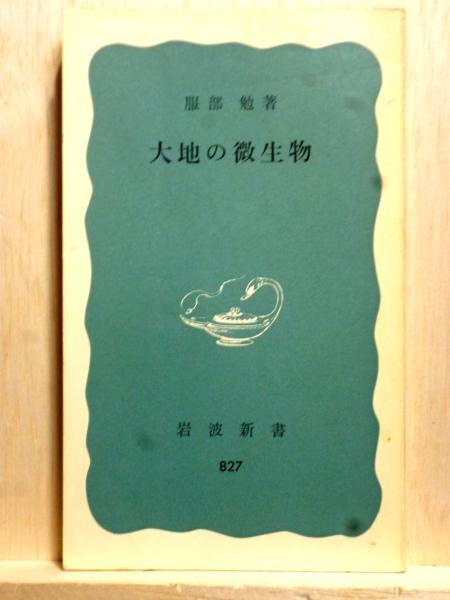 服部 勉著
大地の微生物
岩波新書
827